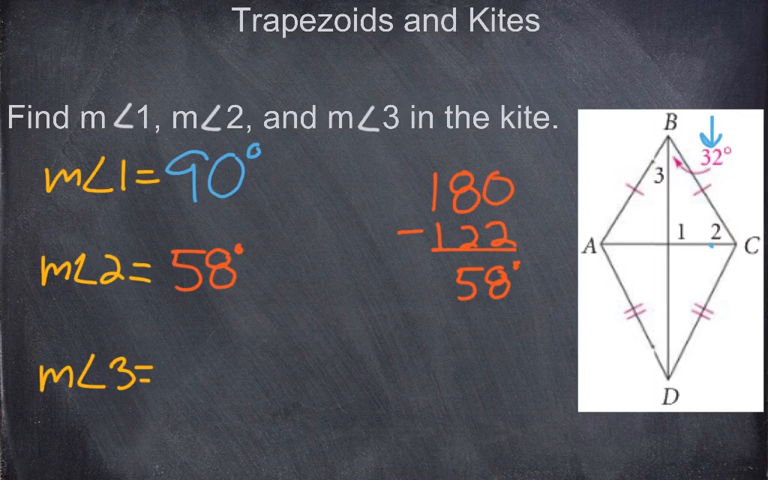 Trapezoids and Kites
Find m∠1, m∠2, and m∠3 in the kite.
m∠1=90°
m∠2=58°
m∠3=
180
-122
58°
B
32°
3
A
1
2
C
D